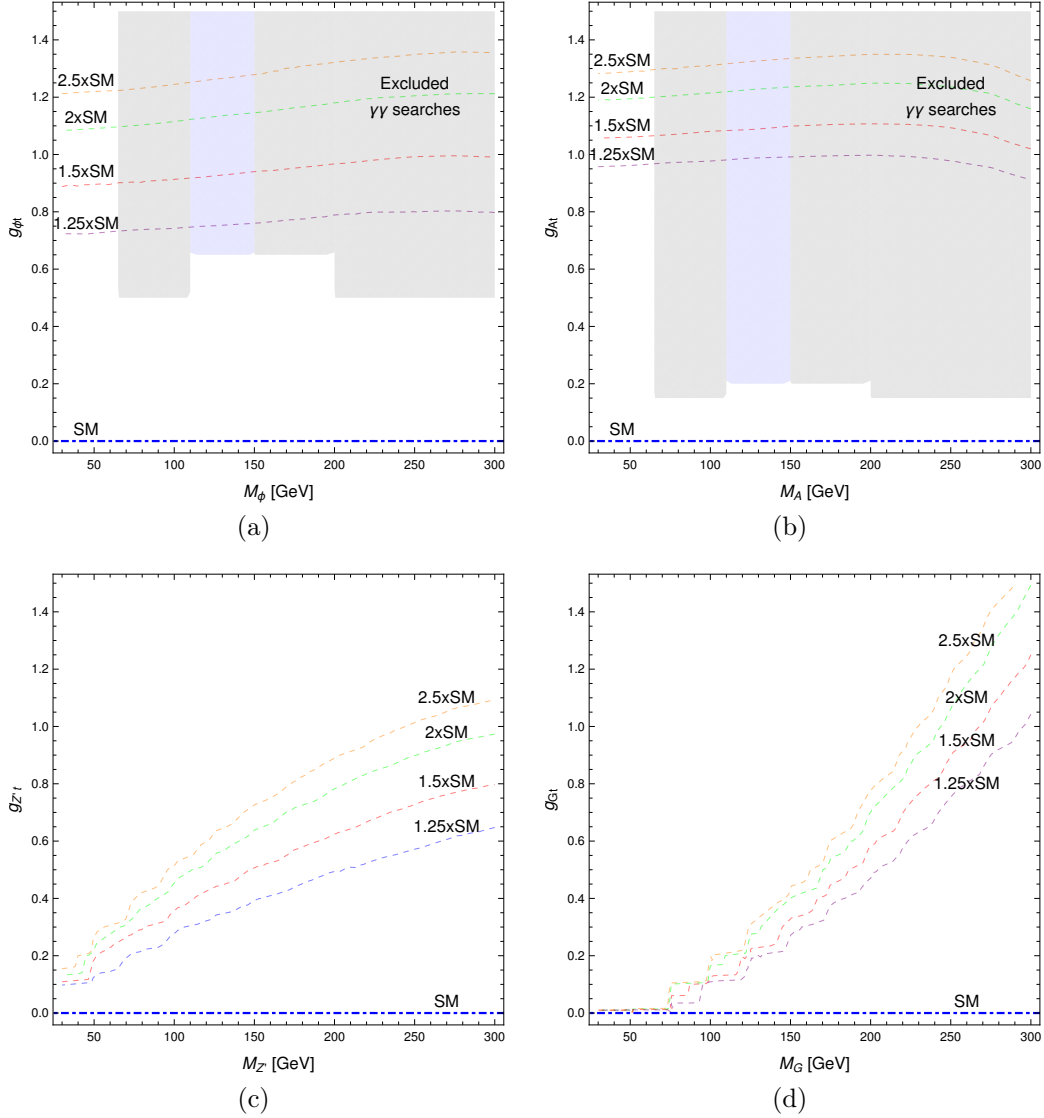 2.5xSM
2xSM
1.5xSM
1.25xSM
Excluded
γγ searches
SM
g_ϕt
0.0
0.2
0.4
0.6
0.8
1.0
1.2
1.4
50 100 150 200 250 300
M_ϕ [GeV]
(a)
2.5xSM
2xSM
1.5xSM
1.25xSM
Excluded
γγ searches
SM
g_At
0.0
0.2
0.4
0.6
0.8
1.0
1.2
1.4
50 100 150 200 250 300
M_A [GeV]
(b)
2.5xSM
2xSM
1.5xSM
1.25xSM
SM
g_Z' t
0.0
0.2
0.4
0.6
0.8
1.0
1.2
1.4
50 100 150 200 250 300
M_Z' [GeV]
(c)
2.5xSM
2xSM
1.5xSM
1.25xSM
SM
g_Gt
0.0
0.2
0.4
0.6
0.8
1.0
1.2
1.4
50 100 150 200 250 300
M_G [GeV]
(d)